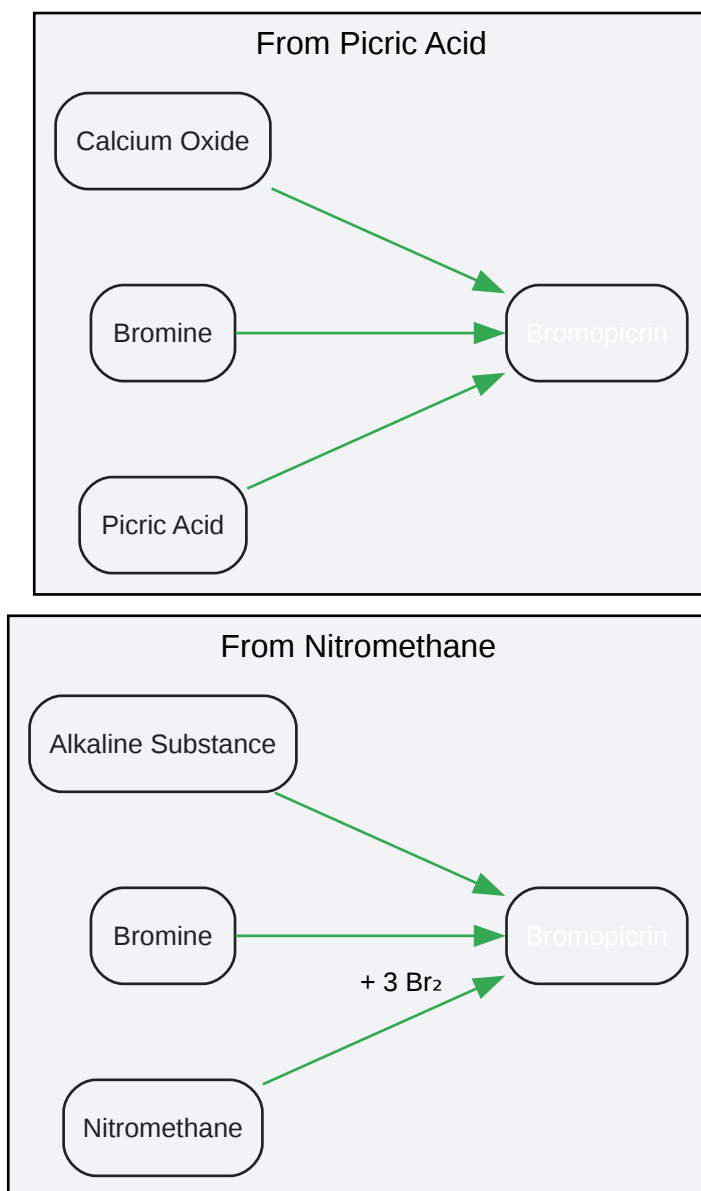 From Picric Acid
Calcium Oxide
Bromine
Bromopicrin
Picric Acid
From Nitromethane
Alkaline Substance
Bromine
Bromopicrin
+ 3 Br₂
Nitromethane